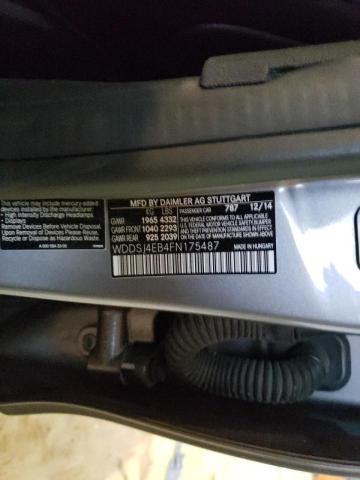 This vehicle may include mercury-
added devices installed by the
manufacturer:
- High Intensity Discharge Headlamps
- Displays
Remove devices before vehicle
disposal. Upon removal of devices
please reuse, recycle or dispose as
hazardous waste.
MFD BY DAIMLER AG STUTTGART
KG LBS PASSENGER CAR 787 12/14
GVWR 1965 4332
GAWR FRONT 1040 2293
GAWR REAR 925 2039
THIS VEHICLE CONFORMS TO ALL APPLICABLE
FEDERAL MOTOR VEHICLE SAFETY, BUMPER
AND THEFT PREVENTION STANDARDS IN EFFECT
ON THE DATE OF MANUFACTURE SHOWN ABOVE.
WDDSJ4EB4FN175487
MADE IN HUNGARY